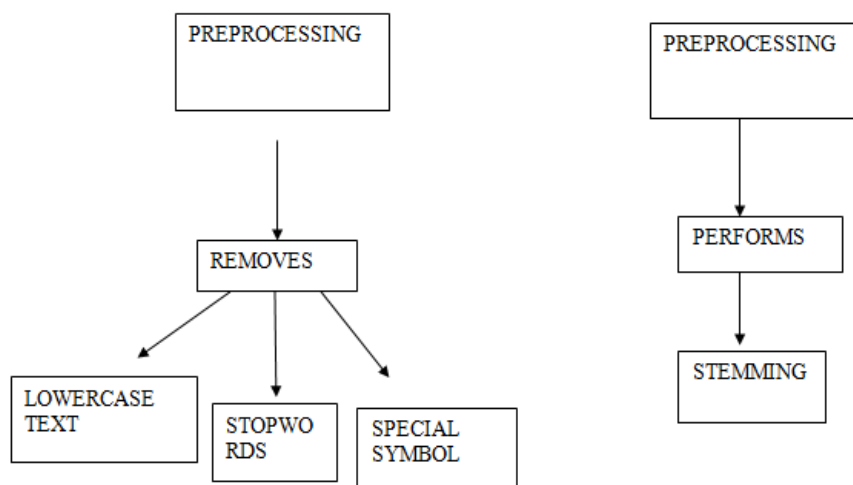 PREPROCESSING
REMOVES
LOWERCASE
TEXT
STOPWO
RDS
SPECIAL
SYMBOL
PREPROCESSING
PERFORMS
STEMMING